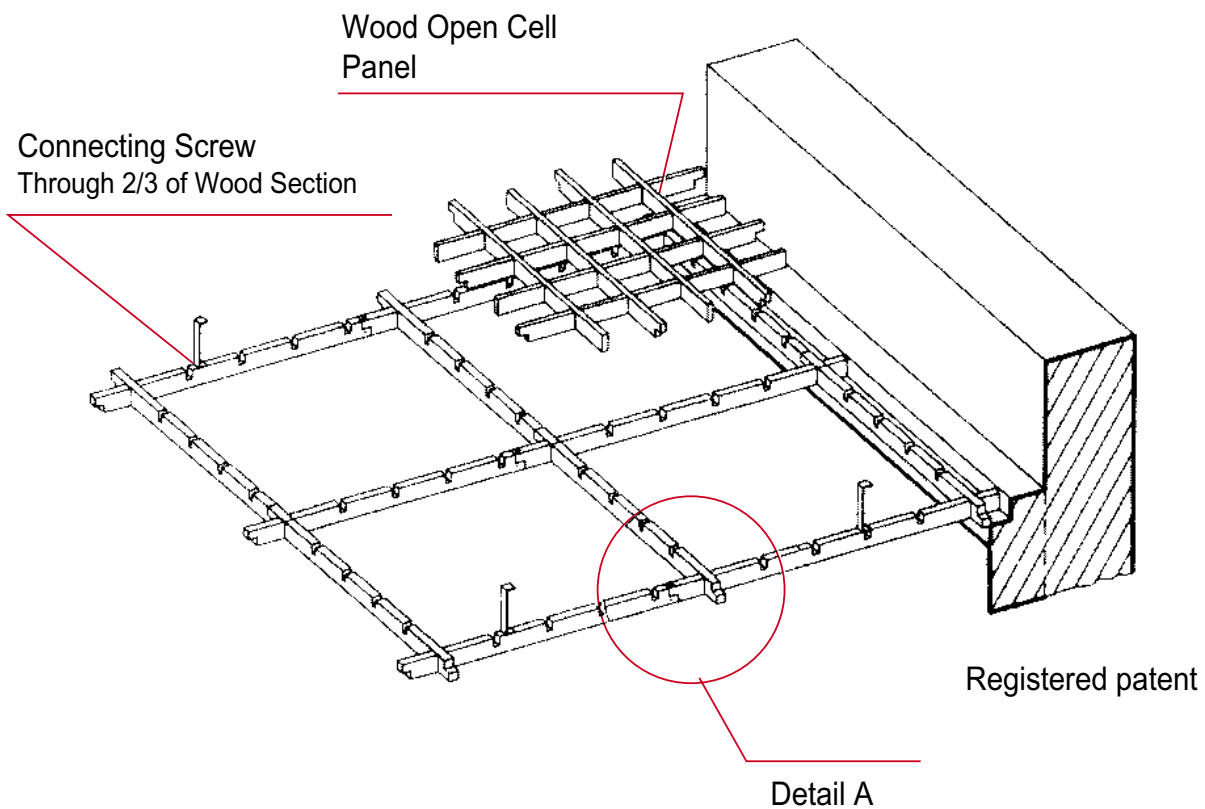 Wood Open Cell
Panel
Connecting Screw
Through 2/3 of Wood Section
Registered patent
Detail A